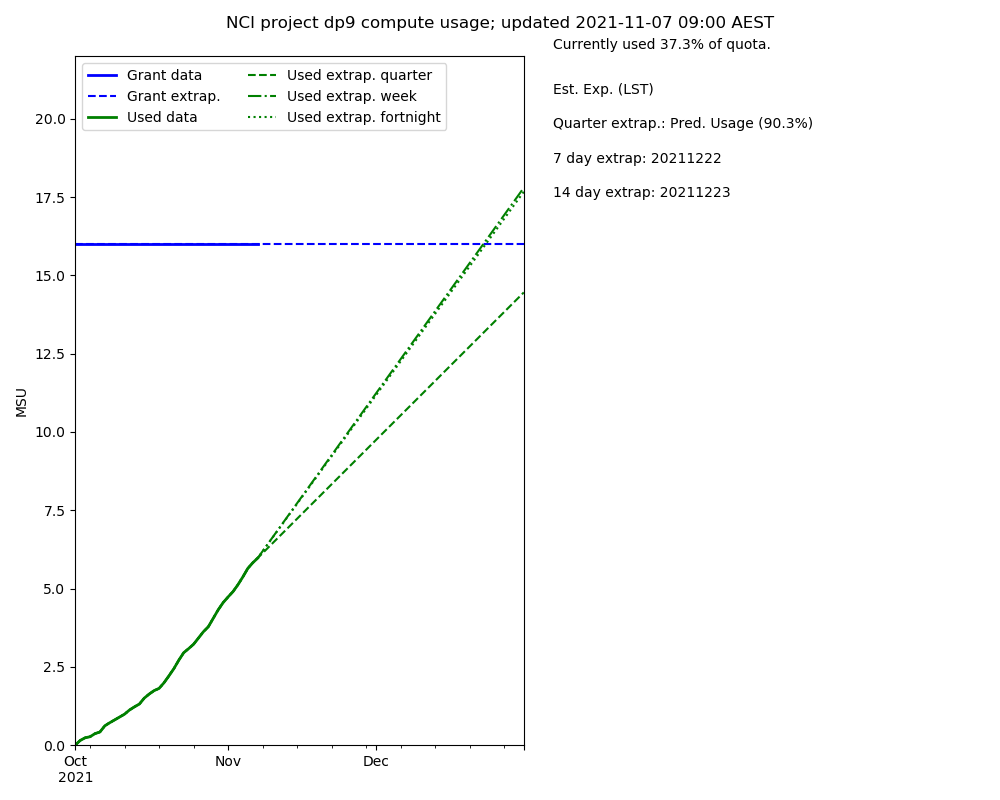 NCI project dp9 compute usage; updated 2021-11-07 09:00 AEST
Currently used 37.3% of quota.
Est. Exp. (LST)
Quarter extrap.: Pred. Usage (90.3%)
7 day extrap: 20211222
14 day extrap: 20211223
Grant data
Grant extrap.
Used data
Used extrap. quarter
Used extrap. week
Used extrap. fortnight
MSU
20.0
17.5
15.0
12.5
10.0
7.5
5.0
2.5
0.0
Oct
2021
Nov
Dec